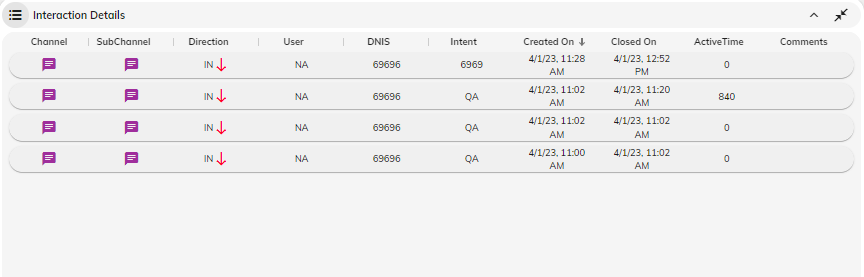 Interaction Details
Channel SubChannel Direction User DNIS Intent Created On Closed On ActiveTime Comments
IN NA 69696 6969 4/1/23, 11:28 AM 4/1/23, 12:52 PM 0
IN NA 69696 QA 4/1/23, 11:02 AM 4/1/23, 11:20 AM 840
IN NA 69696 QA 4/1/23, 11:02 AM 4/1/23, 11:02 AM 0
IN NA 69696 QA 4/1/23, 11:00 AM 4/1/23, 11:02 AM 0